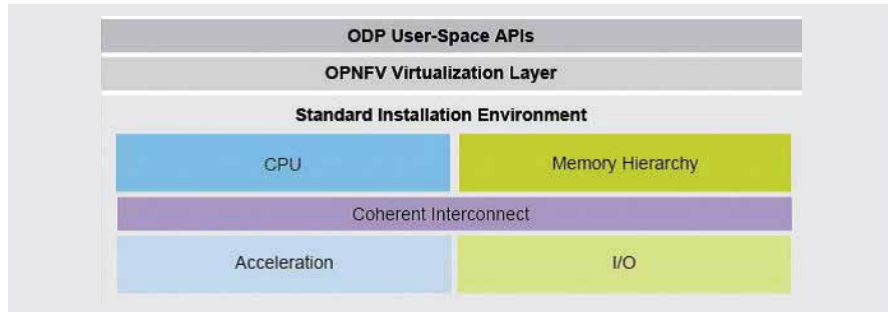 ODP User-Space APIs
OPNFV Virtualization Layer
Standard Installation Environment
CPU
Memory Hierarchy
Coherent Interconnect
Acceleration
I/O